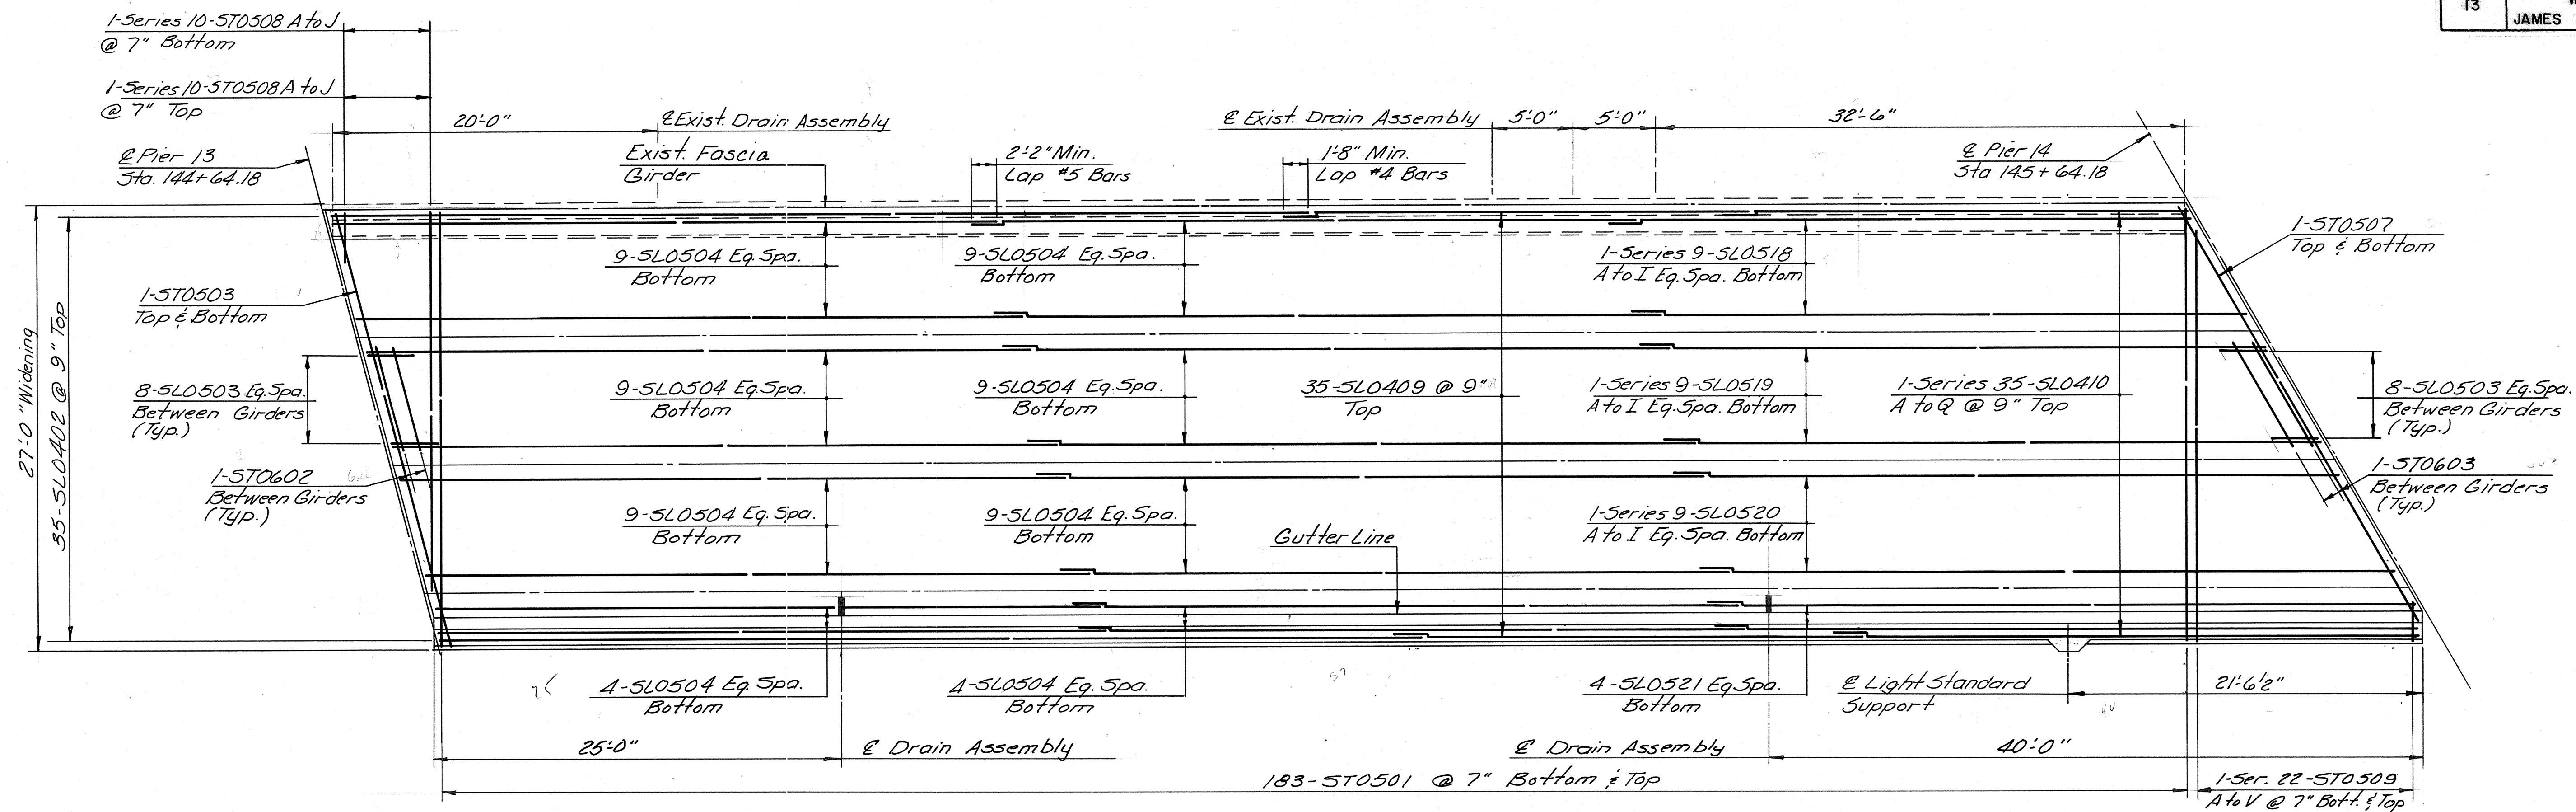 13
JAMES
1-Series 10-ST0508 A to J
@ 7" Bottom
1-Series 10-ST0508 A to J
@ 7" Top
20'-0"
℄ Exist. Drain Assembly
℄ Exist. Drain Assembly
5'-0"
5'-0"
32'-6"
℄ Pier 13
Sta. 144+64.18
Exist. Fascia
Girder
2'-2" Min.
Lap #5 Bars
1'-8" Min.
Lap #4 Bars
℄ Pier 14
Sta 145+64.18
1-ST0507
Top & Bottom
9-SL0504 Eq. Spa.
Bottom
9-SL0504 Eq. Spa.
Bottom
1-Series 9-SL0518
A to I Eq. Spa. Bottom
1-ST0503
Top & Bottom
27'-0" Widening
35-SL0402 @ 9" Top
8-SL0503 Eq. Spa.
Between Girders
(Typ.)
9-SL0504 Eq. Spa.
Bottom
9-SL0504 Eq. Spa.
Bottom
35-SL0409 @ 9"
Top
1-Series 9-SL0519
A to I Eq. Spa. Bottom
1-Series 35-SL0410
A to Q @ 9" Top
8-SL0503 Eq. Spa.
Between Girders
(Typ.)
1-ST0602
Between Girders
(Typ.)
1-ST0603
Between Girders
(Typ.)
9-SL0504 Eq. Spa.
Bottom
9-SL0504 Eq. Spa.
Bottom
Gutter Line
1-Series 9-SL0520
A to I Eq. Spa. Bottom
4-SL0504 Eq. Spa.
Bottom
4-SL0504 Eq. Spa.
Bottom
4-SL0521 Eq. Spa.
Bottom
℄ Light Standard
Support
21'-6½"
25'-0"
℄ Drain Assembly
℄ Drain Assembly
40'-0"
183-ST0501 @ 7" Bottom & Top
1-Ser. 22-ST0509
A to V @ 7" Bott. & Top